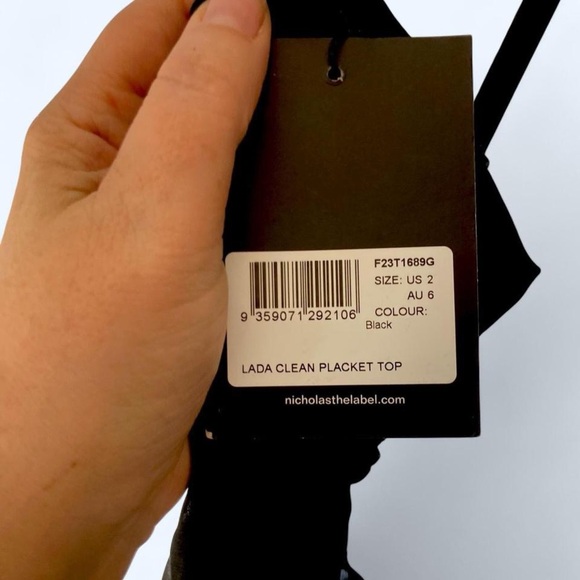 F23T1689G
SIZE: US 2
AU 6
COLOUR:
Black
9 359071 292106
LADA CLEAN PLACKET TOP
nicholasthelabel.com